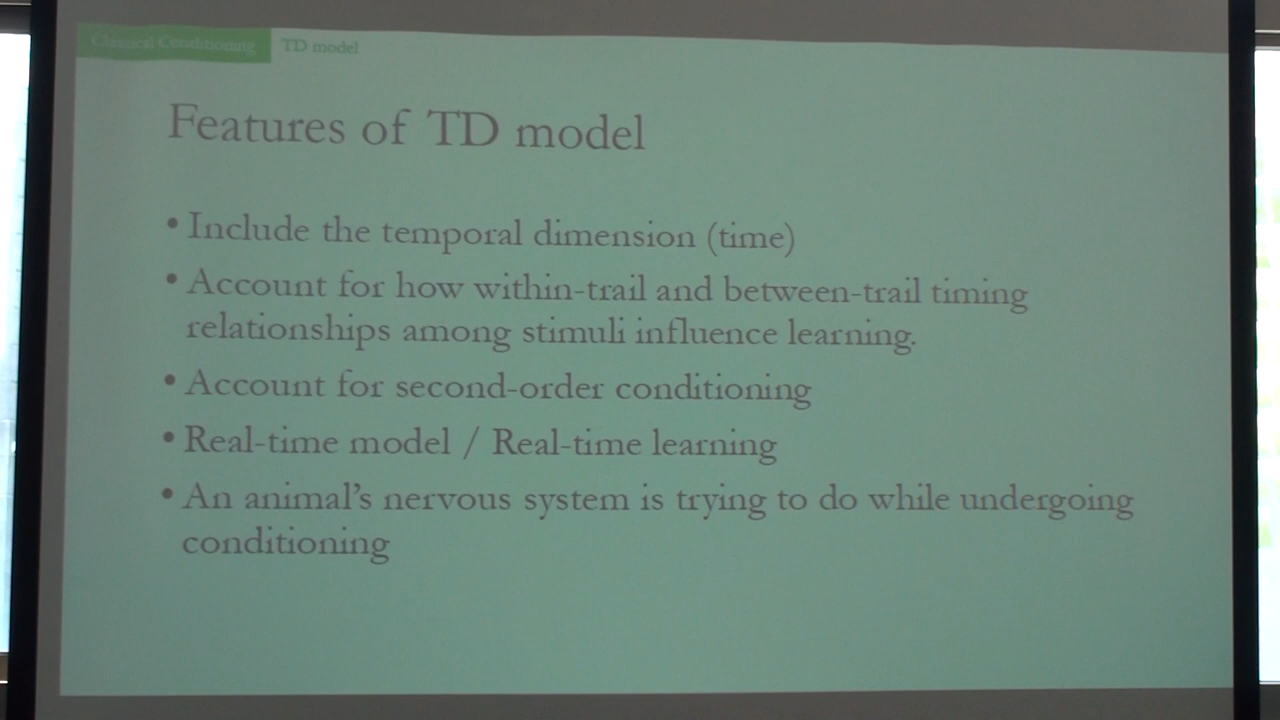 Classical Conditioning TD model
Features of TD model
• Include the temporal dimension (time)
• Account for how within-trail and between-trail timing
relationships among stimuli influence learning.
• Account for second-order conditioning
• Real-time model / Real-time learning
• An animal's nervous system is trying to do while undergoing
conditioning